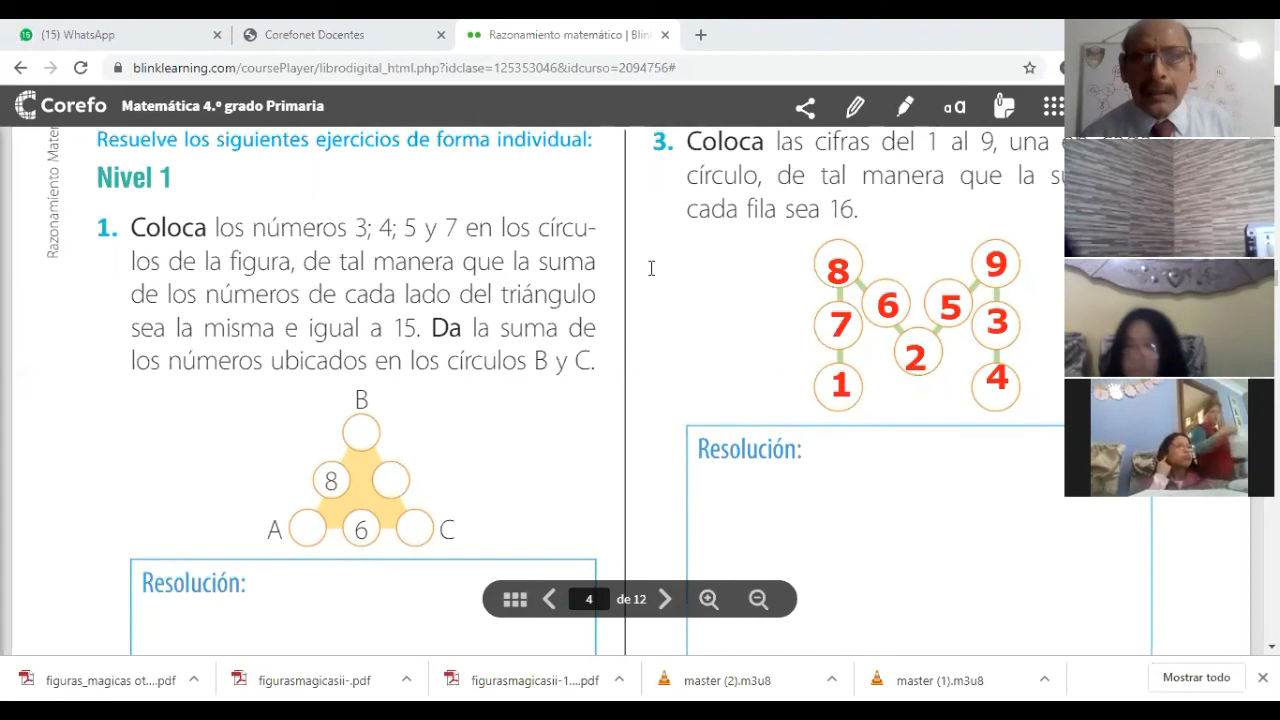 (15) WhatsApp
Corefonet Docentes
Razonamiento matemático | Blin
blinklearning.com/coursePlayer/librodigital_html.php?idclase=125353046&idcurso=2094756#
Corefo
Matemática 4.º grado Primaria
aA
Razonamiento Mater
Resuelve los siguientes ejercicios de forma individual:
Nivel 1
1. Coloca los números 3; 4; 5 y 7 en los círcu-
los de la figura, de tal manera que la suma
de los números de cada lado del triángulo
sea la misma e igual a 15. Da la suma de
los números ubicados en los círculos B y C.
B
8
A 6 C
Resolución:
3. Coloca las cifras del 1 al 9, una
círculo, de tal manera que la
cada fila sea 16.
8 9
6 5
7 3
2
1 4
Resolución:
4 de 12
figuras_magicas ot....pdf
figurasmagicasii-.pdf
figurasmagicasii-1....pdf
master (2).m3u8
master (1).m3u8
Mostrar todo